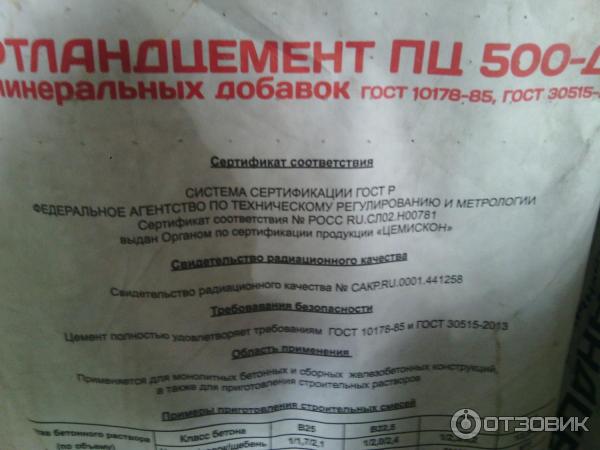 ОТЛАНДЦЕМЕНТ ПЦ 500-Д
минеральных добавок ГОСТ 10178-85, ГОСТ 30515-
Сертификат соответствия
СИСТЕМА СЕРТИФИКАЦИИ ГОСТ Р
ФЕДЕРАЛЬНОЕ АГЕНТСТВО ПО ТЕХНИЧЕСКОМУ РЕГУЛИРОВАНИЮ И МЕТРОЛОГИИ
Сертификат соответствия № РОСС RU.СЛ02.Н00781
выдан Органом по сертификации продукции «ЦЕМИСКОН»
Свидетельство радиационного качества
Свидетельство радиационного качества № САКР.RU.0001.441258
Требования безопасности
Цемент полностью удовлетворяет требованиям ГОСТ 10178-85 и ГОСТ 30515-2013
Область применения
Применяется для монолитных бетонных и сборных железобетонных конструкций,
а также для приготовления строительных растворов
Примеры приготовления строительных смесей
бетонного раствора Класс бетона В25 В22,5
(по объему) 1/1,7/2,1 1/2,0/2,4
ОТЗОВИК